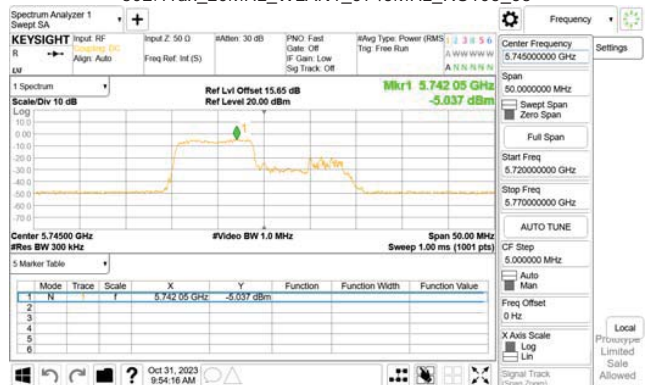 Spectrum Analyzer 1
Swept SA
+
Frequency
KEYSIGHT
Input: RF
Coupling: DC
Align: Auto
Input Z: 50 Ω
Freq Ref: Int (S)
#Atten: 30 dB
PNO: Fast
Gate: Off
IF Gain: Low
Sig Track: Off
#Avg Type: Power (RMS
Trig: Free Run
1 2 3 4 5 6
A W W W W W
A N N N N N
R
LXI
Center Frequency
5.745000000 GHz
Settings
Span
50.0000000 MHz
Swept Span
Zero Span
Full Span
Start Freq
5.720000000 GHz
Stop Freq
5.770000000 GHz
AUTO TUNE
CF Step
5.000000 MHz
Auto
Man
Freq Offset
0 Hz
X Axis Scale
Log
Lin
Signal Track
(Span Zoom)
Local
Prototype
Limited
Sale
Allowed
1 Spectrum
Scale/Div 10 dB
Ref Lvl Offset 15.65 dB
Ref Level 20.00 dBm
Mkr1 5.742 05 GHz
-5.037 dBm
Log
10.0
0.00
-10.0
-20.0
-30.0
-40.0
-50.0
-60.0
-70.0
1
Center 5.74500 GHz
#Res BW 300 kHz
#Video BW 1.0 MHz
Span 50.00 MHz
Sweep 1.00 ms (1001 pts)
5 Marker Table
Mode Trace Scale X Y Function Function Width Function Value
1 N 1 f 5.742 05 GHz -5.037 dBm
2
3
4
5
6
?
Oct 31, 2023
9:54:16 AM